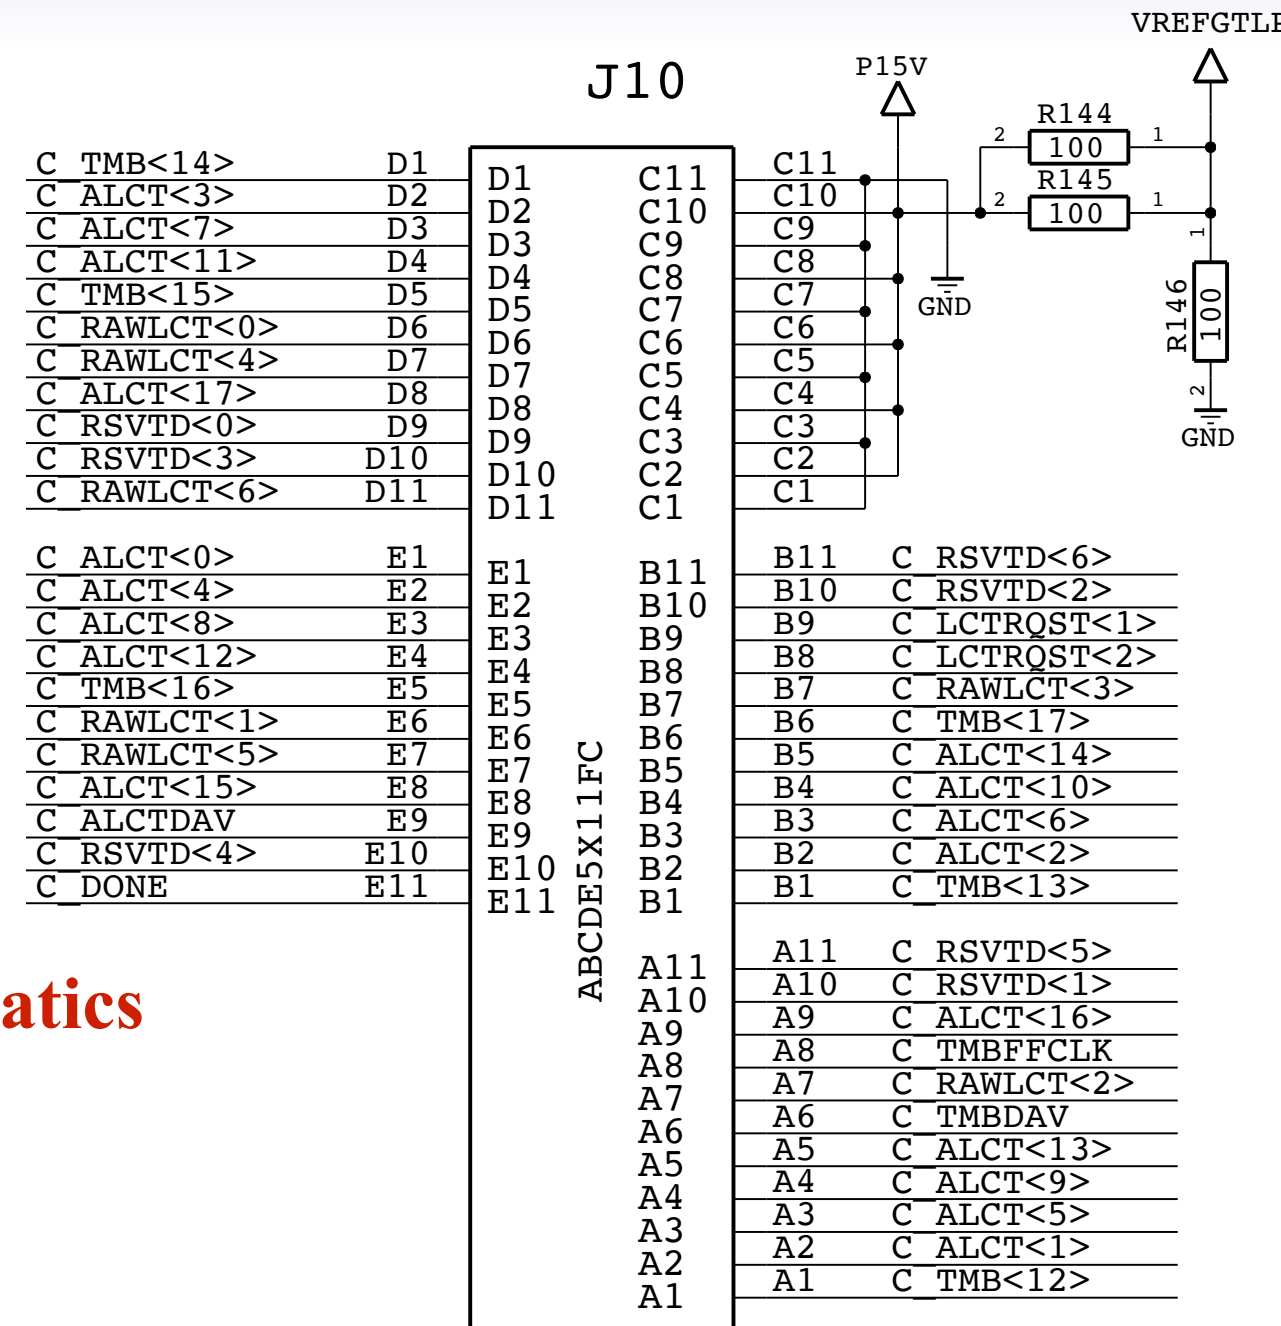 VREFGTLP
J10
P15V
R144
2 100 1
R145
2 100 1
1
R146
100
2
GND
GND
C_TMB<14> D1 D1 C11 C11
C_ALCT<3> D2 D2 C10 C10
C_ALCT<7> D3 D3 C9 C9
C_ALCT<11> D4 D4 C8 C8
C_TMB<15> D5 D5 C7 C7
C_RAWLCT<0> D6 D6 C6 C6
C_RAWLCT<4> D7 D7 C5 C5
C_ALCT<17> D8 D8 C4 C4
C_RSVTD<0> D9 D9 C3 C3
C_RSVTD<3> D10 D10 C2 C2
C_RAWLCT<6> D11 D11 C1 C1
C_ALCT<0> E1 E1 B11 B11 C_RSVTD<6>
C_ALCT<4> E2 E2 B10 B10 C_RSVTD<2>
C_ALCT<8> E3 E3 B9 B9 C_LCTRQST<1>
C_ALCT<12> E4 E4 B8 B8 C_LCTRQST<2>
C_TMB<16> E5 E5 B7 B7 C_RAWLCT<3>
C_RAWLCT<1> E6 E6 B6 B6 C_TMB<17>
C_RAWLCT<5> E7 E7 B5 B5 C_ALCT<14>
C_ALCT<15> E8 E8 B4 B4 C_ALCT<10>
C_ALCTDAV E9 E9 B3 B3 C_ALCT<6>
C_RSVTD<4> E10 E10 B2 B2 C_ALCT<2>
C_DONE E11 E11 B1 B1 C_TMB<13>
ABCDE5X11FC
A11 A11 C_RSVTD<5>
A10 A10 C_RSVTD<1>
A9 A9 C_ALCT<16>
A8 A8 C_TMBFFCLK
A7 A7 C_RAWLCT<2>
A6 A6 C_TMBDAV
A5 A5 C_ALCT<13>
A4 A4 C_ALCT<9>
A3 A3 C_ALCT<5>
A2 A2 C_ALCT<1>
A1 A1 C_TMB<12>
atics